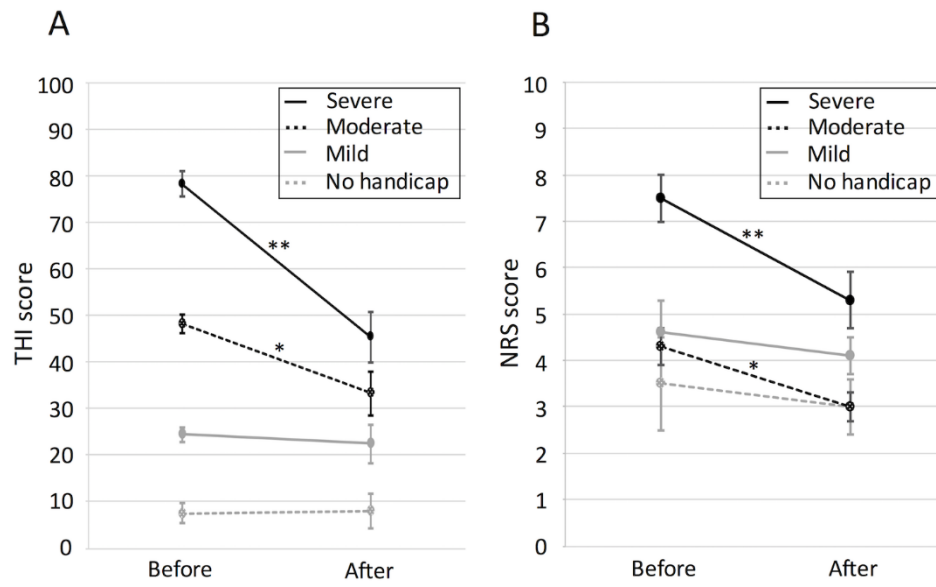 A
THI score
100
90
80
70
60
50
40
30
20
10
0
Severe
Moderate
Mild
No handicap
**
*
Before After
B
NRS score
10
9
8
7
6
5
4
3
2
1
0
Severe
Moderate
Mild
No handicap
**
*
Before After